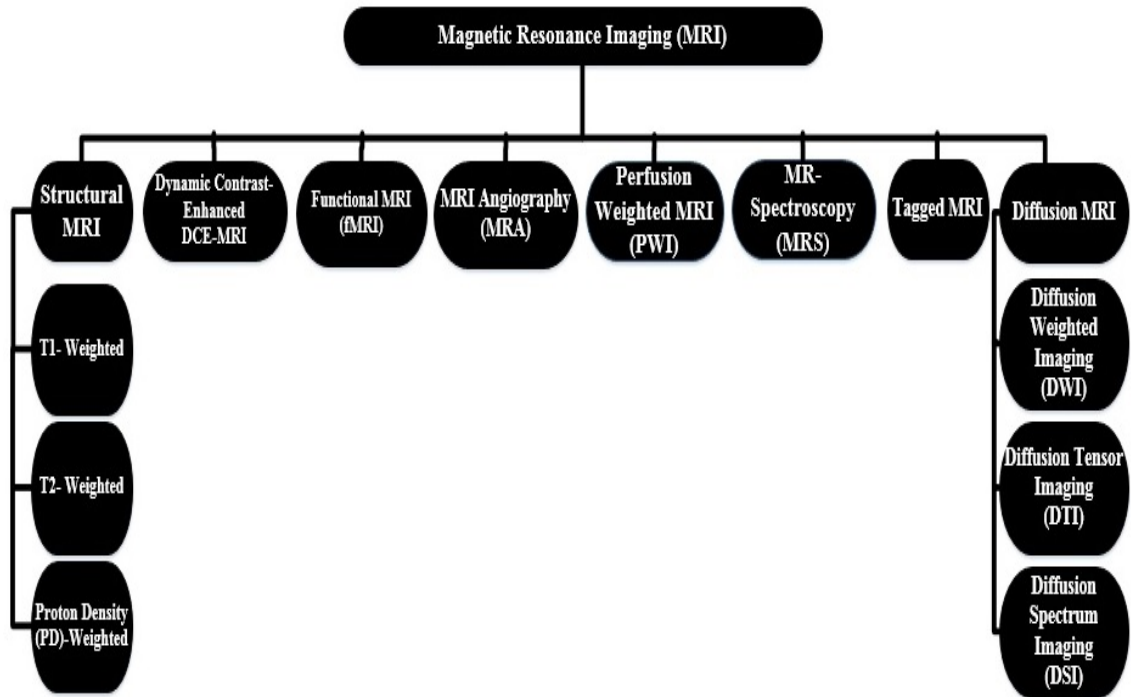 Magnetic Resonance Imaging (MRI)
Structural
MRI
Dynamic Contrast-
Enhanced
DCE-MRI
Functional MRI
(fMRI)
MRI Angiography
(MRA)
Perfusion
Weighted MRI
(PWI)
MR-
Spectroscopy
(MRS)
Tagged MRI
Diffusion MRI
T1- Weighted
T2- Weighted
Proton Density
(PD)-Weighted
Diffusion
Weighted
Imaging
(DWI)
Diffusion Tensor
Imaging
(DTI)
Diffusion
Spectrum
Imaging
(DSI)